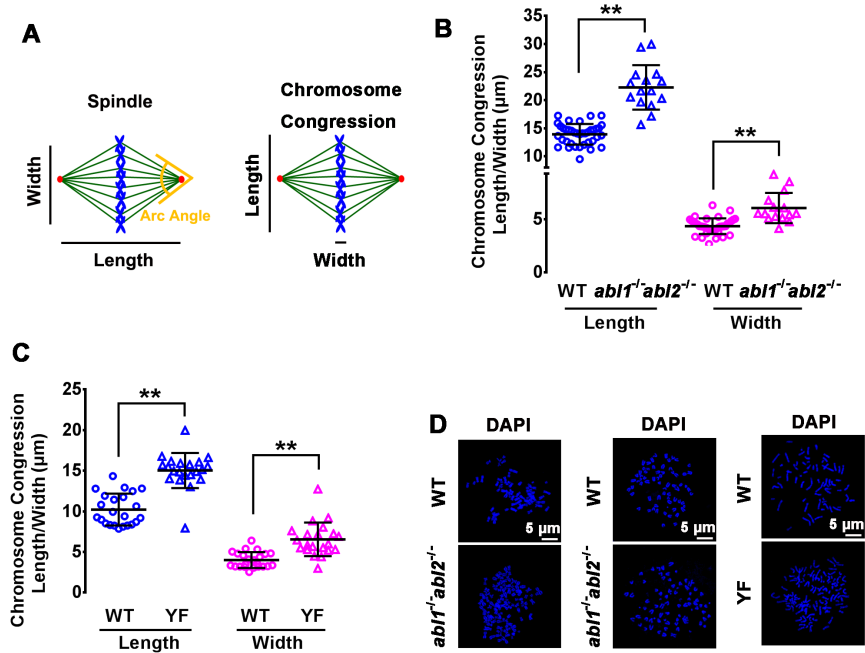 A
Spindle
Width
Arc Angle
Length
Chromosome
Congression
Length
Width
B
Chromosome Congression
Length/Width (µm)
35
30
25
20
15
10
5
0
**
**
WT abl1-/-abl2-/- WT abl1-/-abl2-/-
Length Width
C
Chromosome Congression
Length/Width (µm)
25
20
15
10
5
0
**
**
WT YF WT YF
Length Width
D
DAPI DAPI DAPI
WT WT WT
5 µm 5 µm 5 µm
abl1-/-abl2-/- abl1-/-abl2-/- YF